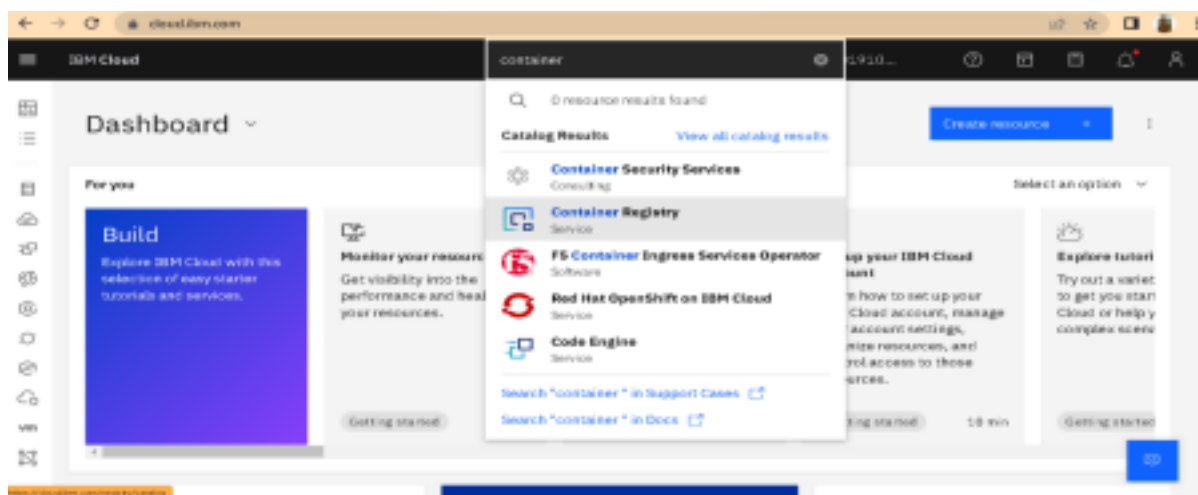 cloud.ibm.com
IBM Cloud
container
1910...
0 resource results found
Catalog Results View all catalog results
Container Security Services
Consulting
Container Registry
Service
F5 Container Ingress Services Operator
Software
Red Hat OpenShift on IBM Cloud
Service
Code Engine
Service
Search "container " in Support Cases
Search "container " in Docs
Dashboard
Create resource +
For you
Select an option
Build
Explore IBM Cloud with this
selection of easy starter
tutorials and services.
Monitor your resourc
Get visibility into the
performance and heal
your resources.
Getting started
up your IBM Cloud
unt
n how to set up your
Cloud account, manage
account settings,
nize resources, and
rol access to those
urces.
ting started 10 min
Explore tutori
Try out a variet
to get you start
Cloud or help y
complex scena
Getting started